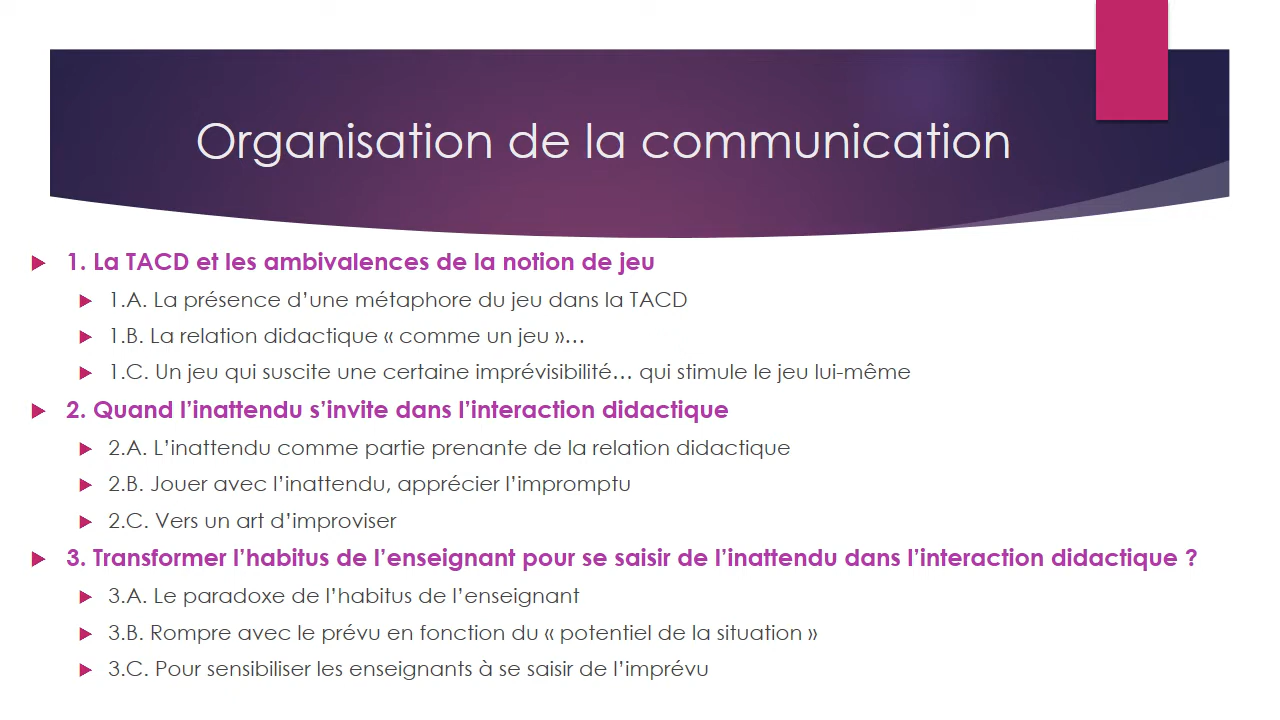 Organisation de la communication
1. La TACD et les ambivalences de la notion de jeu
1.A. La présence d’une métaphore du jeu dans la TACD
1.B. La relation didactique « comme un jeu »…
1.C. Un jeu qui suscite une certaine imprévisibilité… qui stimule le jeu lui-même
2. Quand l’inattendu s’invite dans l’interaction didactique
2.A. L’inattendu comme partie prenante de la relation didactique
2.B. Jouer avec l’inattendu, apprécier l’impromptu
2.C. Vers un art d’improviser
3. Transformer l’habitus de l’enseignant pour se saisir de l’inattendu dans l’interaction didactique ?
3.A. Le paradoxe de l’habitus de l’enseignant
3.B. Rompre avec le prévu en fonction du « potentiel de la situation »
3.C. Pour sensibiliser les enseignants à se saisir de l’imprévu